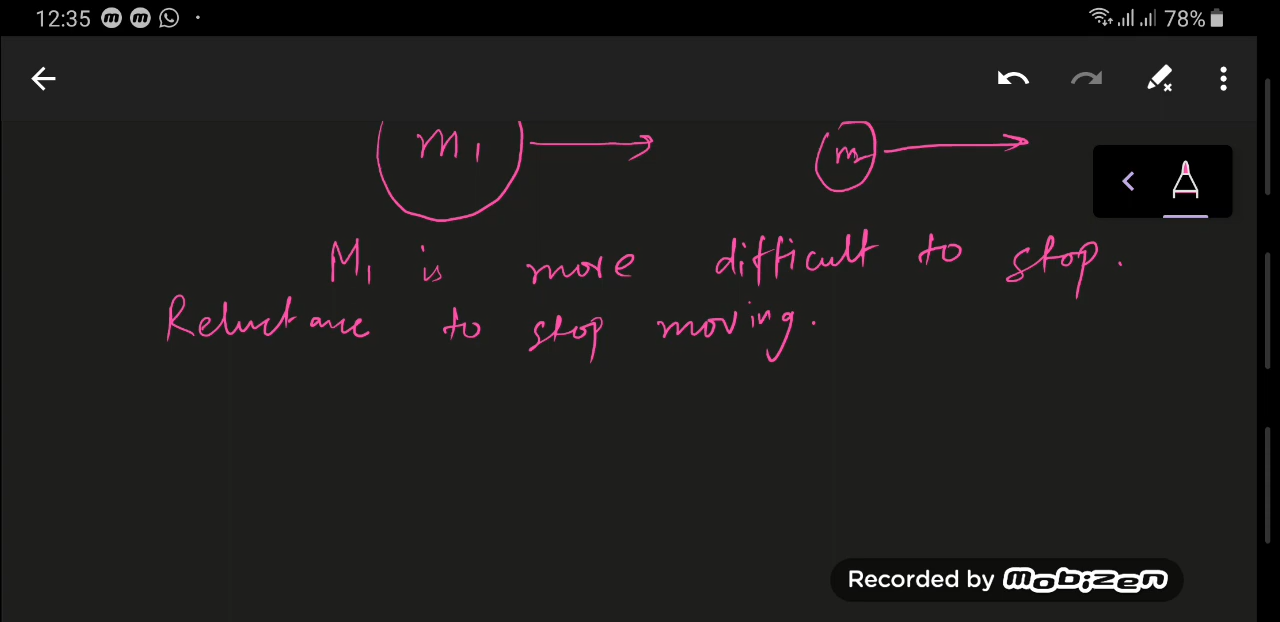 12:35 78%
m1 m
M1 is more difficult to stop.
Reluctance to stop moving.
Recorded by Mobizen